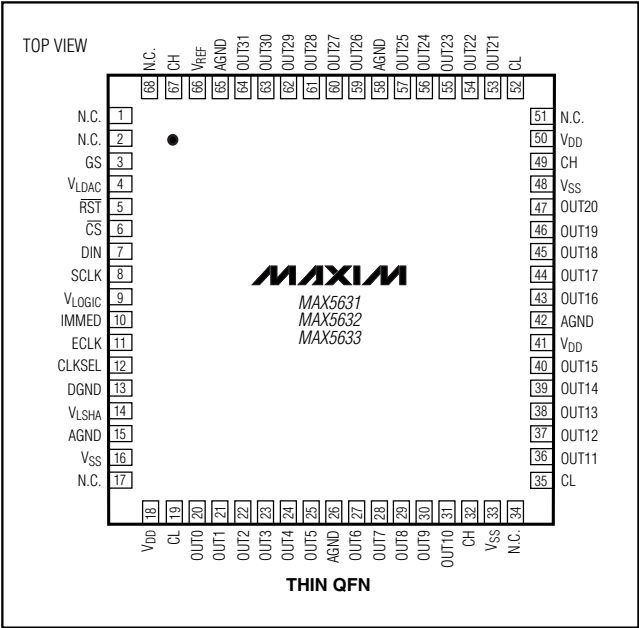 TOP VIEW
N.C.
CH
VREF
AGND
OUT31
OUT30
OUT29
OUT28
OUT27
OUT26
AGND
OUT25
OUT24
OUT23
OUT22
OUT21
CL
68 67 66 65 64 63 62 61 60 59 58 57 56 55 54 53 52
N.C. 1
N.C. 2
GS 3
VLDAC 4
RST 5
CS 6
DIN 7
SCLK 8
VLOGIC 9
IMMED 10
ECLK 11
CLKSEL 12
DGND 13
VLSHA 14
AGND 15
VSS 16
N.C. 17
MAXIM
MAX5631
MAX5632
MAX5633
51 N.C.
50 VDD
49 CH
48 VSS
47 OUT20
46 OUT19
45 OUT18
44 OUT17
43 OUT16
42 AGND
41 VDD
40 OUT15
39 OUT14
38 OUT13
37 OUT12
36 OUT11
35 CL
18 19 20 21 22 23 24 25 26 27 28 29 30 31 32 33 34
VDD
CL
OUT0
OUT1
OUT2
OUT3
OUT4
OUT5
AGND
OUT6
OUT7
OUT8
OUT9
OUT10
CH
VSS
N.C.
THIN QFN